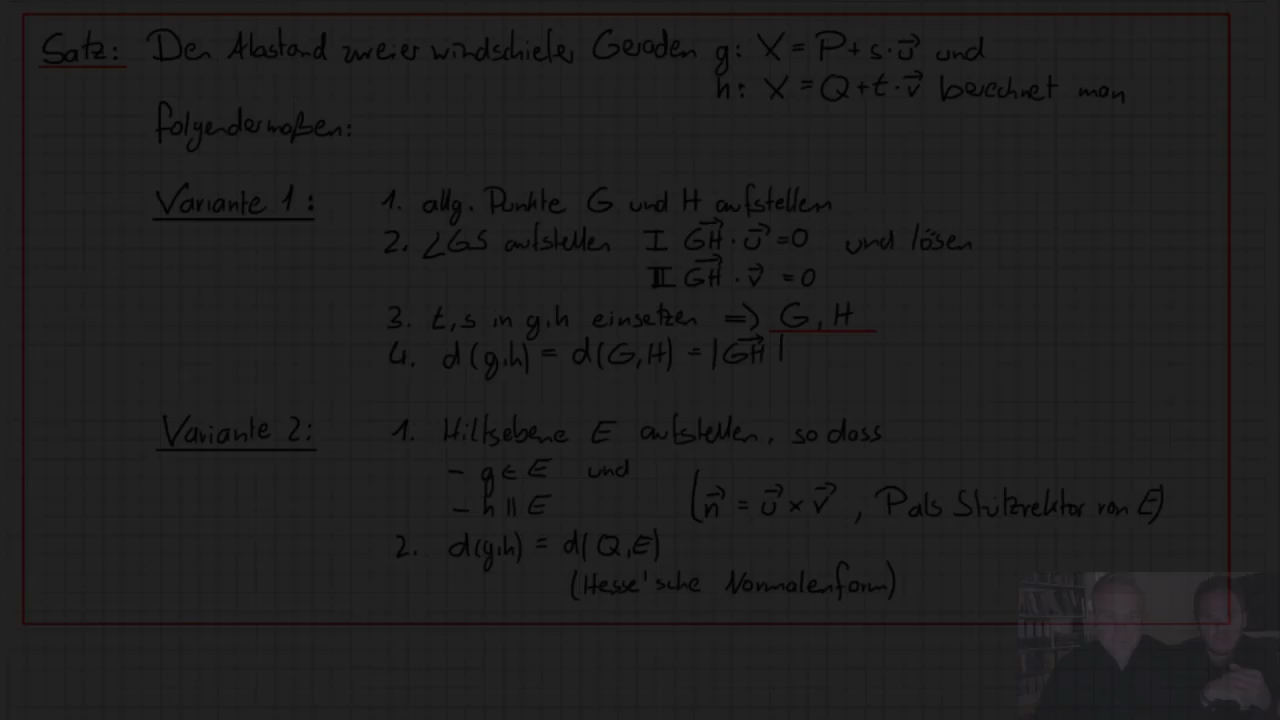 Satz: Der Abstand zweier windschiefer Geraden g: X = P + s·u⃗ und
h: X = Q + t·v⃗ berechnet man
folgendermaßen:
Variante 1: 1. allg. Punkte G und H aufstellen
2. LGS aufstellen I GH⃗·u⃗ = 0 und lösen
II GH⃗·v⃗ = 0
3. t,s in g,h einsetzen => G, H
4. d(g,h) = d(G,H) = |GH⃗|
Variante 2: 1. Hilfsebene E aufstellen, so dass
- g ∈ E und
- h || E (n⃗ = u⃗ × v⃗, P als Stützvektor von E)
2. d(g,h) = d(Q,E)
(Hesse'sche Normalenform)